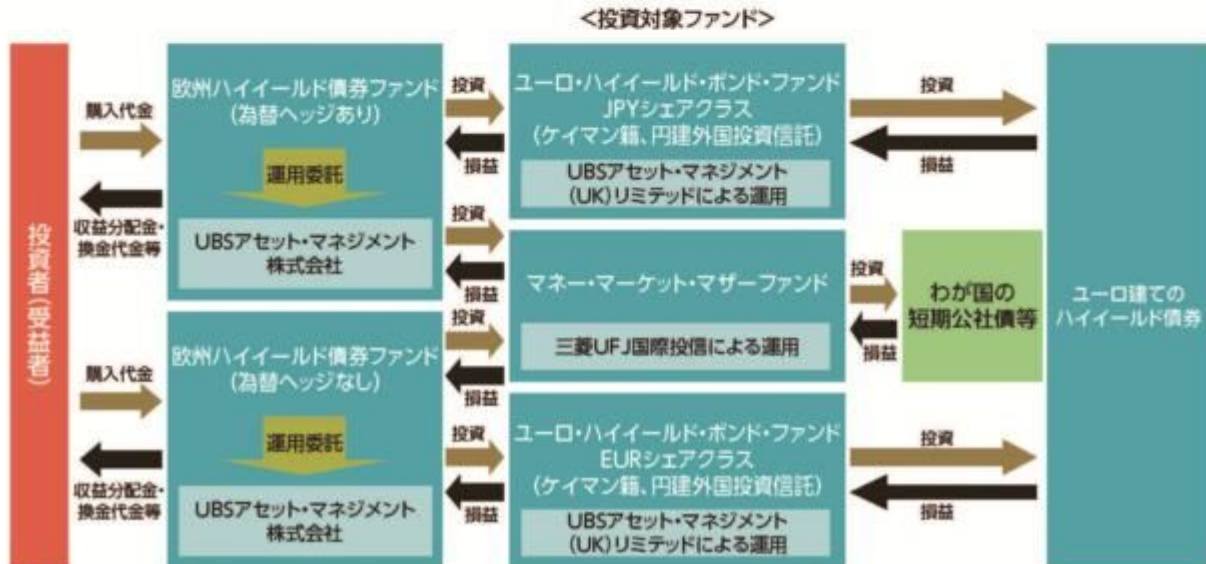 <投資対象ファンド>
投資者(受益者)
購入代金
収益分配金・
換金代金等
欧州ハイイールド債券ファンド
(為替ヘッジあり)
運用委託
UBSアセット・マネジメント
株式会社
投資
損益
投資
損益
ユーロ・ハイイールド・ボンド・ファンド
JPYシェアクラス
(ケイマン籍、円建外国投資信託)
UBSアセット・マネジメント
(UK)リミテッドによる運用
投資
損益
マネー・マーケット・マザーファンド
三菱UFJ国際投信による運用
投資
損益
わが国の
短期公社債等
ユーロ建ての
ハイイールド債券
購入代金
収益分配金・
換金代金等
欧州ハイイールド債券ファンド
(為替ヘッジなし)
運用委託
UBSアセット・マネジメント
株式会社
投資
損益
投資
損益
ユーロ・ハイイールド・ボンド・ファンド
EURシェアクラス
(ケイマン籍、円建外国投資信託)
UBSアセット・マネジメント
(UK)リミテッドによる運用
投資
損益